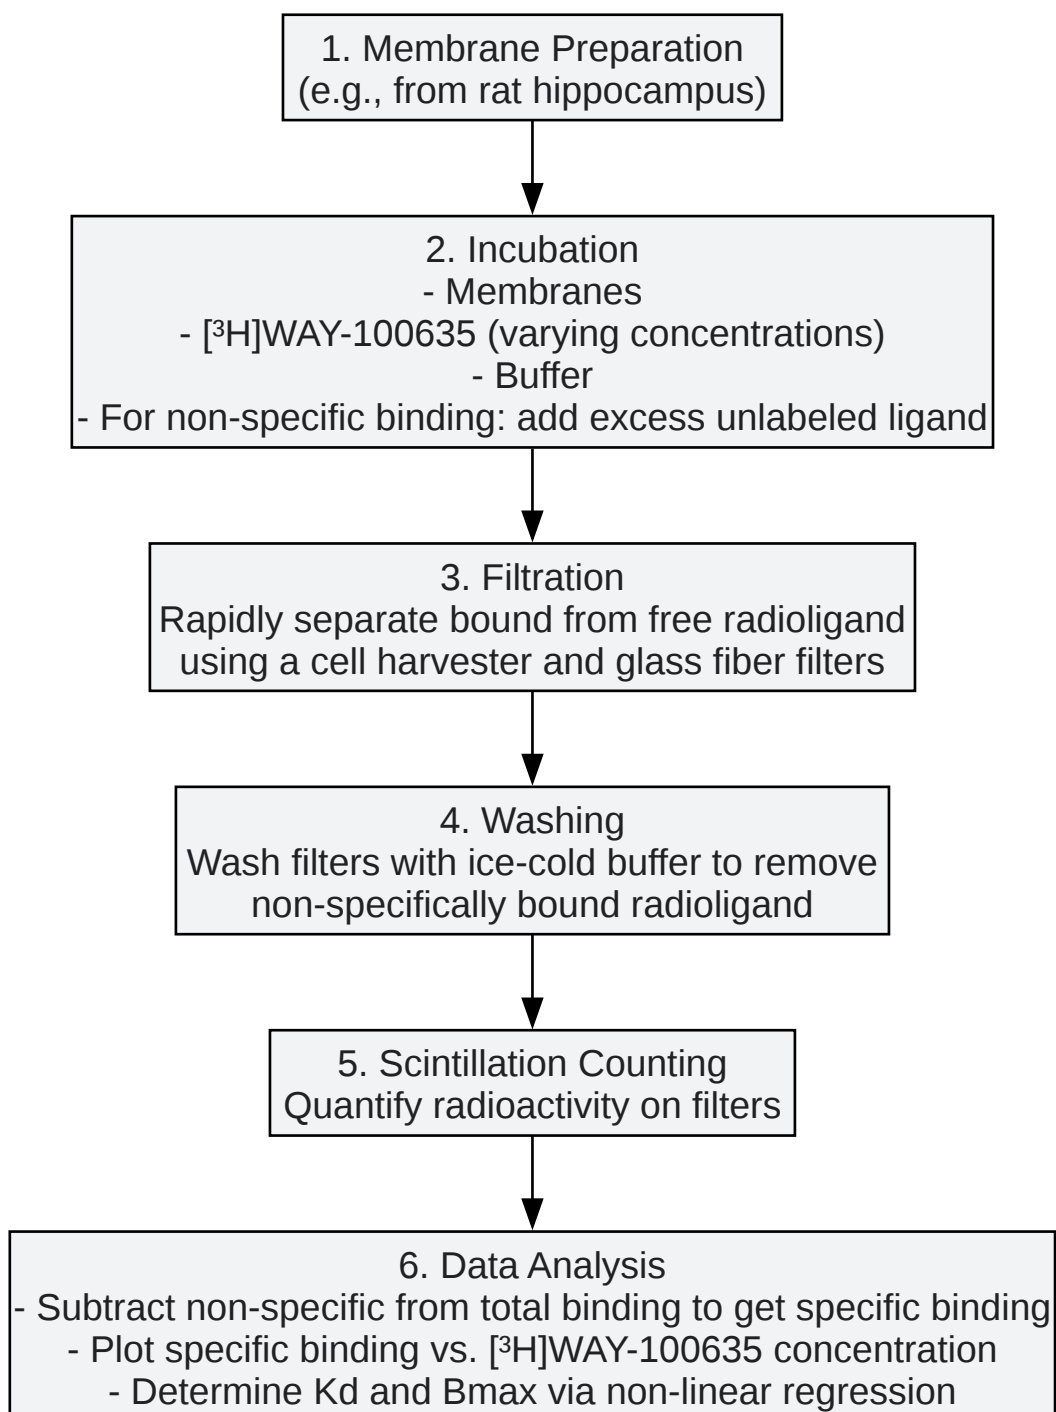 1. Membrane Preparation
(e.g., from rat hippocampus)
2. Incubation
- Membranes
- [³H]WAY-100635 (varying concentrations)
- Buffer
- For non-specific binding: add excess unlabeled ligand
3. Filtration
Rapidly separate bound from free radioligand
using a cell harvester and glass fiber filters
4. Washing
Wash filters with ice-cold buffer to remove
non-specifically bound radioligand
5. Scintillation Counting
Quantify radioactivity on filters
6. Data Analysis
- Subtract non-specific from total binding to get specific binding
- Plot specific binding vs. [³H]WAY-100635 concentration
- Determine Kd and Bmax via non-linear regression